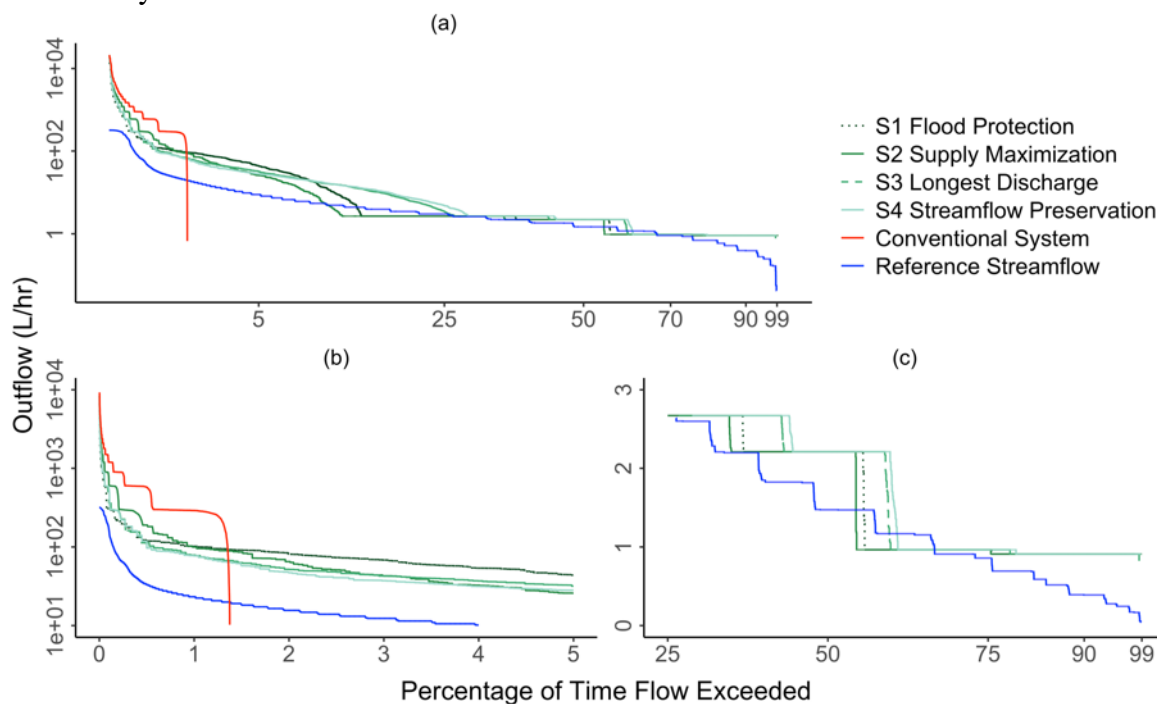 (a)
1e+04
1e+02
1
5
25
50
70
90 99
S1 Flood Protection
S2 Supply Maximization
S3 Longest Discharge
S4 Streamflow Preservation
Conventional System
Reference Streamflow
Outflow (L/hr)
(b)
1e+04
1e+03
1e+02
1e+01
0
1
2
3
4
5
(c)
3
2
1
0
25
50
75
90
99
Percentage of Time Flow Exceeded